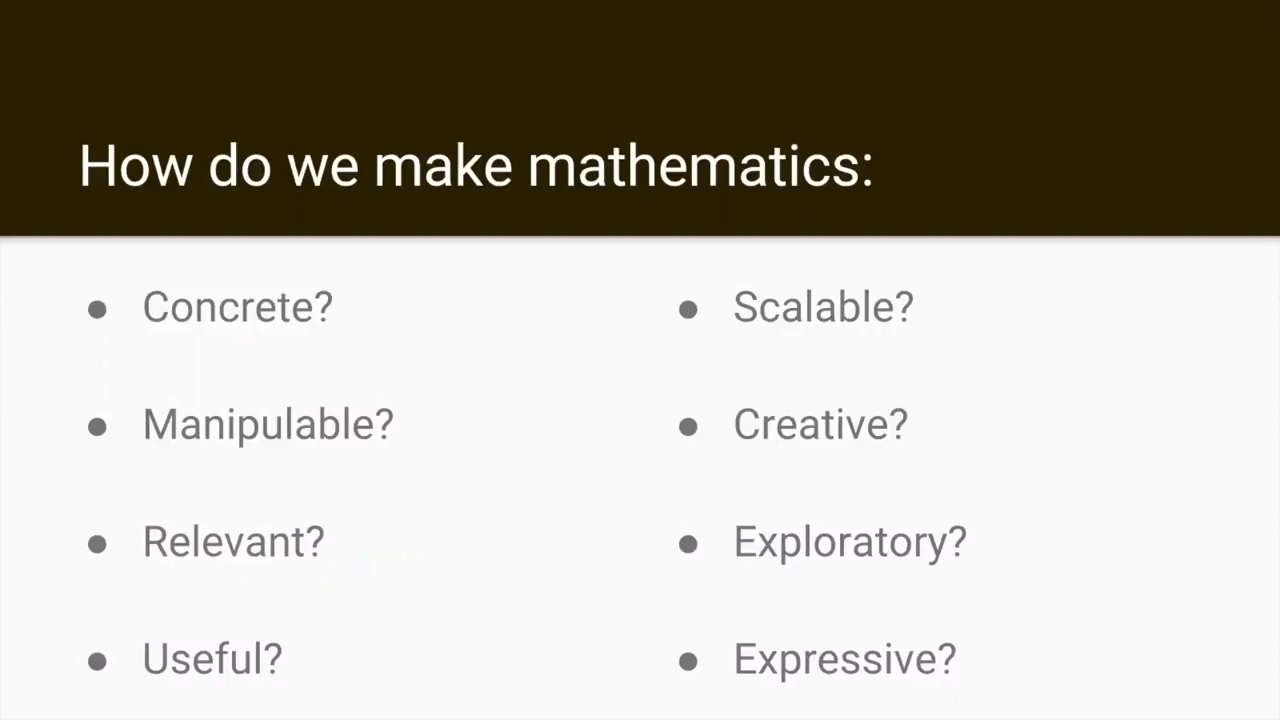 How do we make mathematics:
● Concrete?
● Manipulable?
● Relevant?
● Useful?
● Scalable?
● Creative?
● Exploratory?
● Expressive?